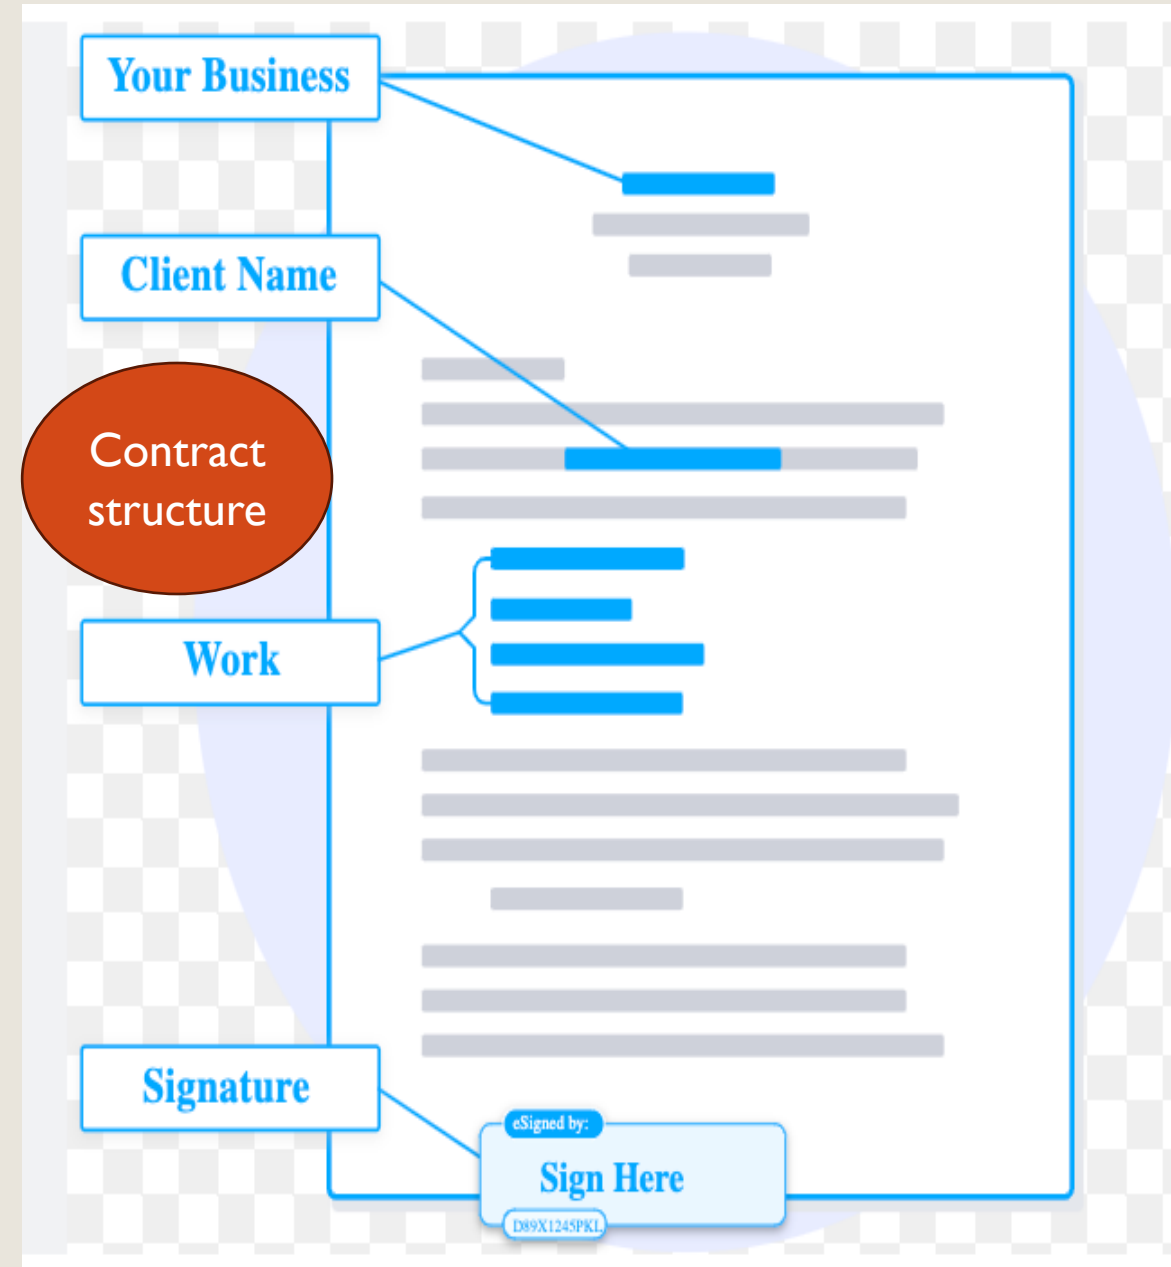 Your Business
Client Name
Contract
structure
Work
Signature
eSigned by:
Sign Here
D89X1245PKL